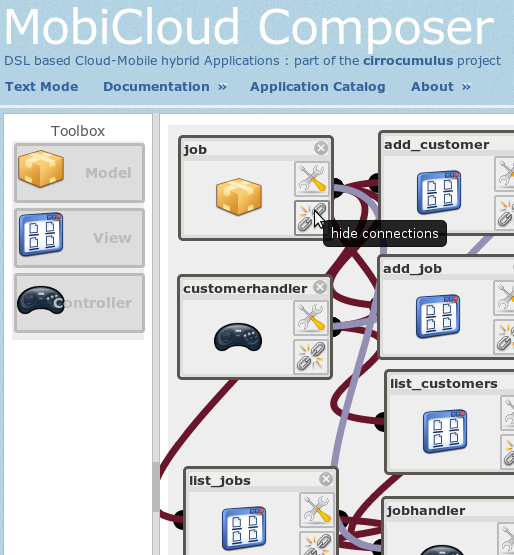 MobiCloud Composer
DSL based Cloud-Mobile hybrid Applications : part of the cirrocumulus project
Text Mode Documentation » Application Catalog About »
Toolbox
Model
View
Controller
job
add_customer
hide connections
customerhandler
add_job
list_customers
list_jobs
jobhandler